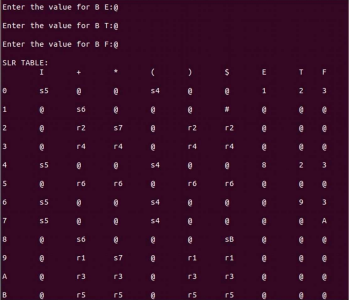 Enter the value for B E:@
Enter the value for B T:@
Enter the value for B F:@
SLR TABLE:
I + * ( ) $ E T F
0 s5 @ @ s4 @ @ 1 2 3
1 @ s6 @ @ @ # @ @ @
2 @ r2 s7 @ r2 r2 @ @ @
3 @ r4 r4 @ r4 r4 @ @ @
4 s5 @ @ s4 @ @ 8 2 3
5 @ r6 r6 @ r6 r6 @ @ @
6 s5 @ @ s4 @ @ @ 9 3
7 s5 @ @ s4 @ @ @ @ A
8 @ s6 @ @ @ sB @ @ @
9 @ r1 s7 @ r1 r1 @ @ @
A @ r3 r3 @ r3 r3 @ @ @
B @ r5 r5 @ r5 r5 @ @ @